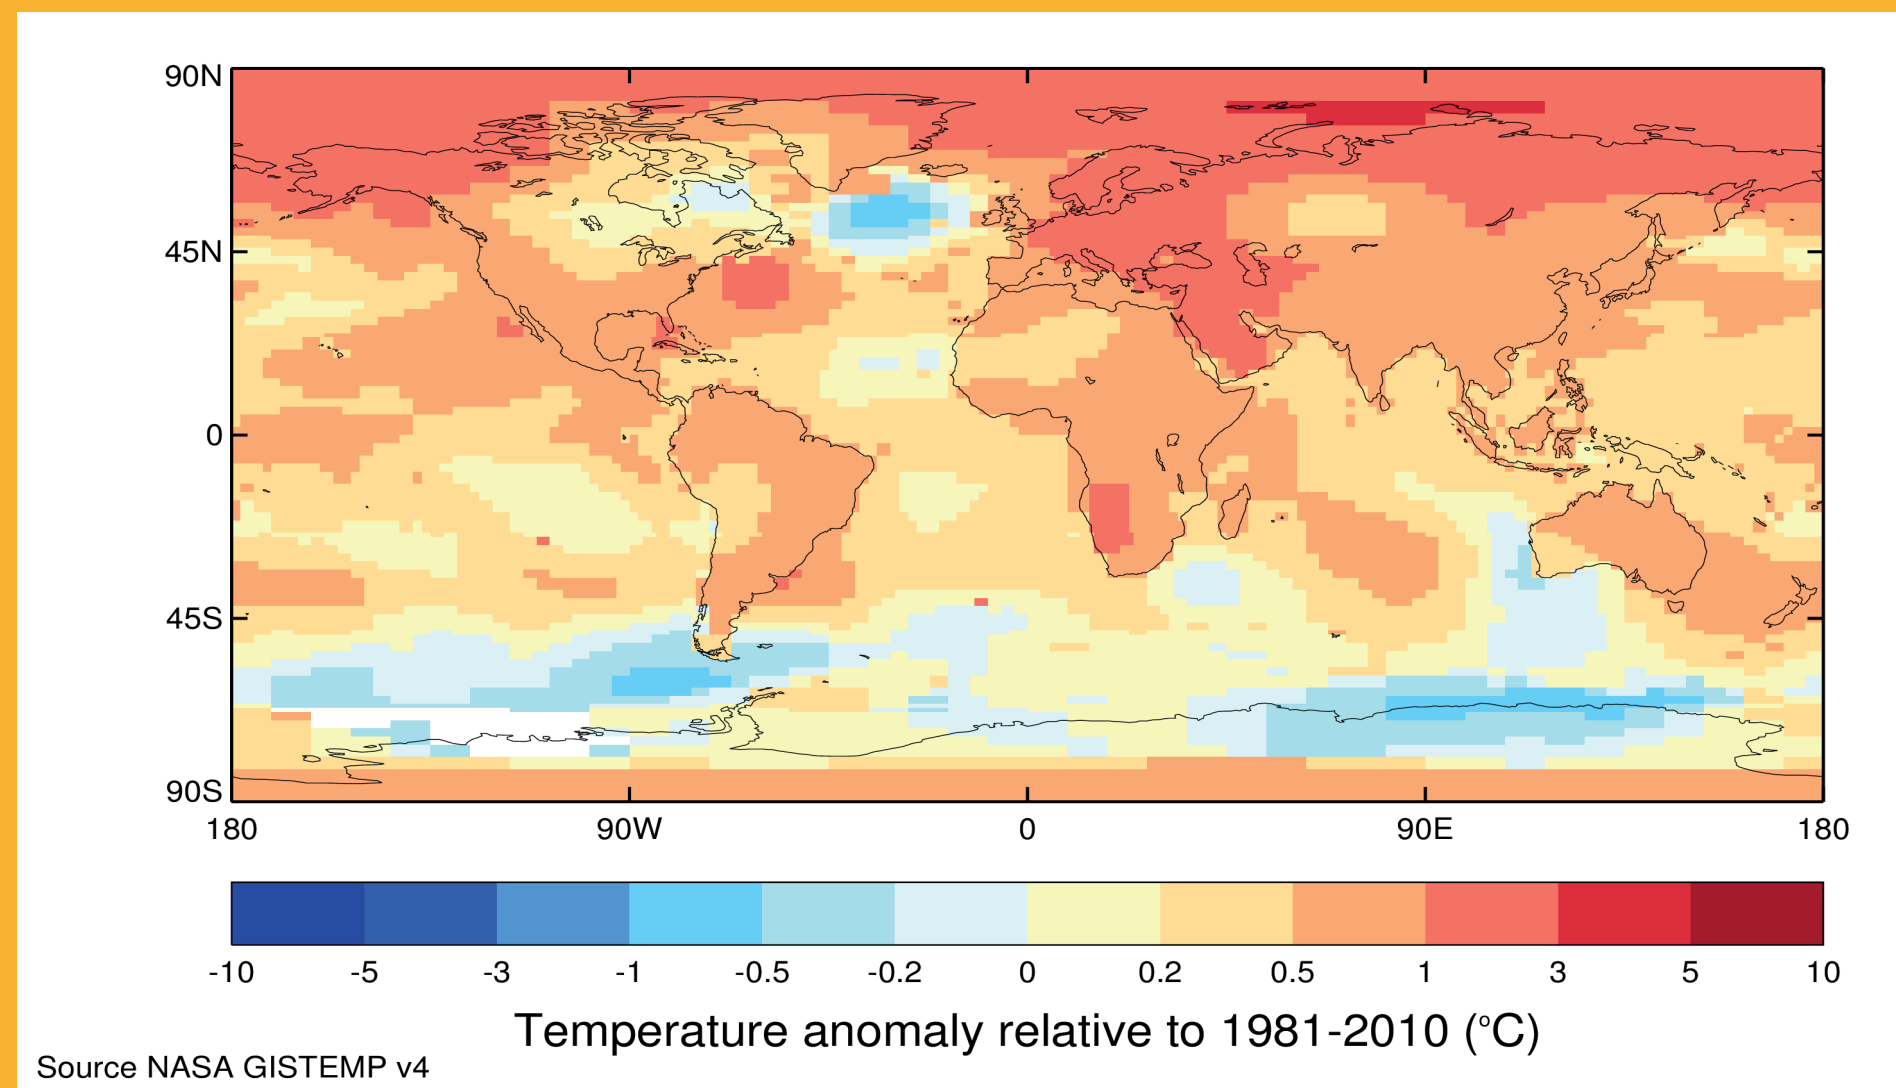 90N
45N
0
45S
90S
180 90W 0 90E 180
-10 -5 -3 -1 -0.5 -0.2 0 0.2 0.5 1 3 5 10
Temperature anomaly relative to 1981-2010 (°C)
Source NASA GISTEMP v4